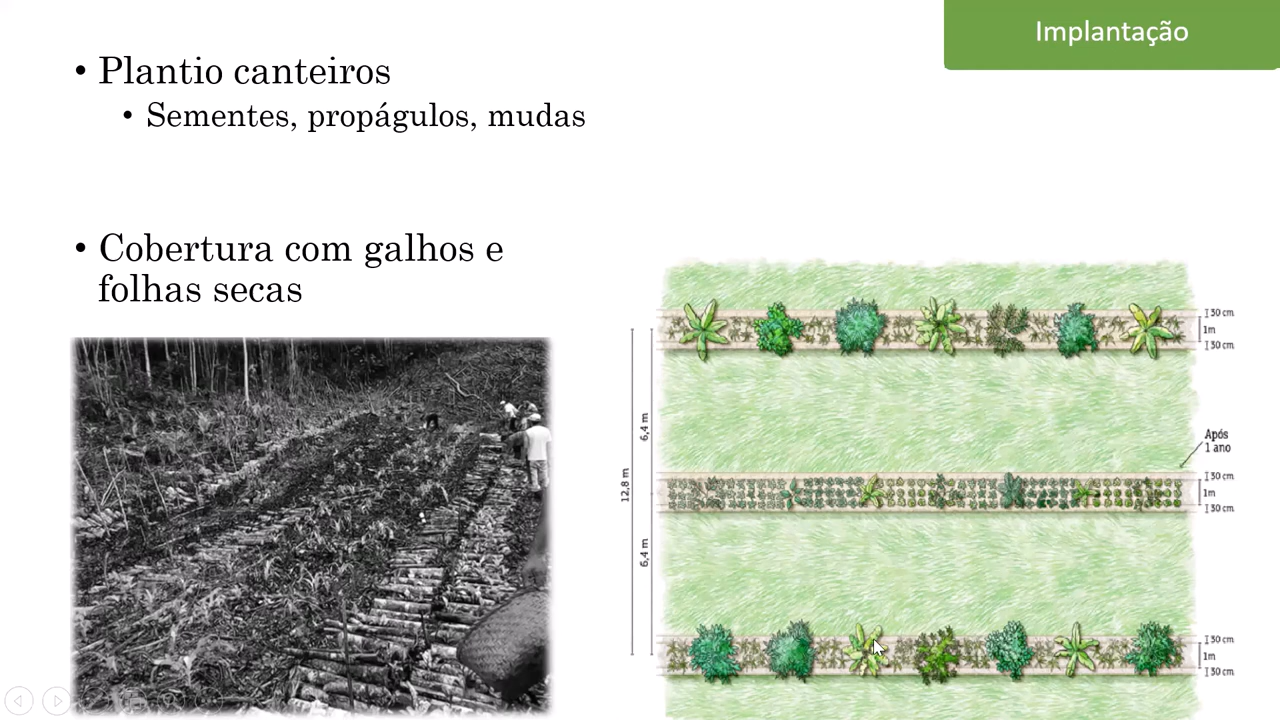 Implantação
• Plantio canteiros
• Sementes, propágulos, mudas
• Cobertura com galhos e
folhas secas
30 cm
1m
30 cm
6,4 m
12,8 m
Após
1 ano
30 cm
1m
30 cm
6,4 m
30 cm
1m
30 cm